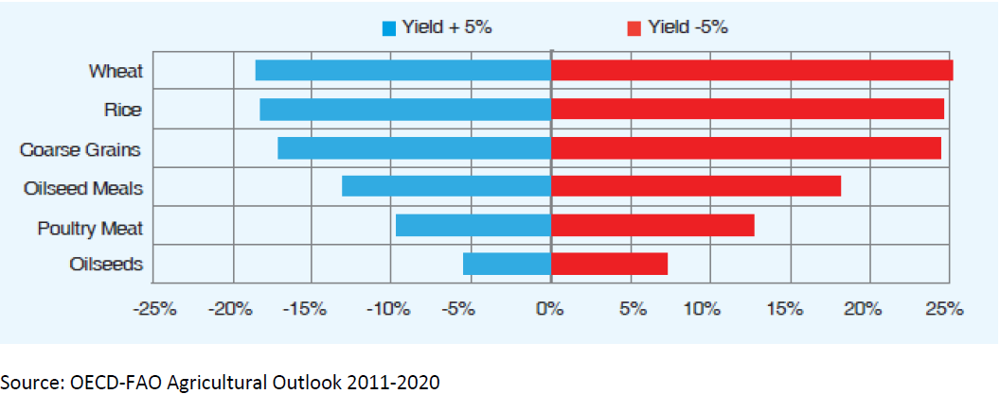 Yield + 5% Yield -5%
Wheat
Rice
Coarse Grains
Oilseed Meals
Poultry Meat
Oilseeds
-25% -20% -15% -10% -5% 0% 5% 10% 15% 20% 25%
Source: OECD-FAO Agricultural Outlook 2011-2020